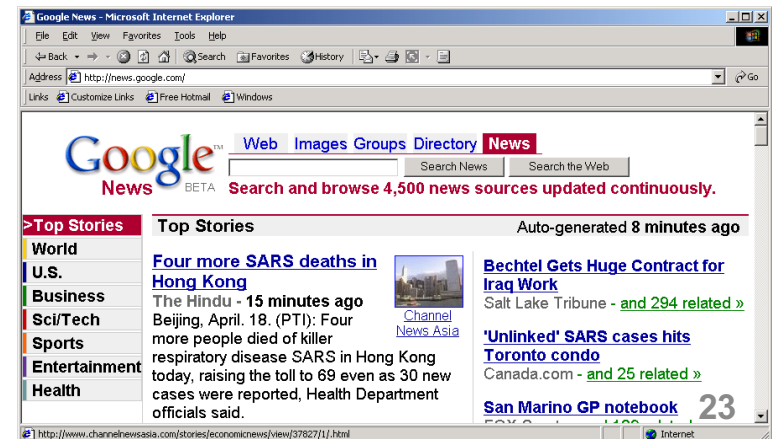 Google News - Microsoft Internet Explorer
File Edit View Favorites Tools Help
Back Search Favorites History
Address http://news.google.com/ Go
Links Customize Links Free Hotmail Windows
Google™ Web Images Groups Directory News
Search News Search the Web
News BETA Search and browse 4,500 news sources updated continuously.
>Top Stories
World
U.S.
Business
Sci/Tech
Sports
Entertainment
Health
Top Stories Auto-generated 8 minutes ago
Four more SARS deaths in
Hong Kong
The Hindu - 15 minutes ago
Beijing, April. 18. (PTI): Four
more people died of killer
respiratory disease SARS in Hong Kong
today, raising the toll to 69 even as 30 new
cases were reported, Health Department
officials said.
Channel
News Asia
Bechtel Gets Huge Contract for
Iraq Work
Salt Lake Tribune - and 294 related »
'Unlinked' SARS cases hits
Toronto condo
Canada.com - and 25 related »
San Marino GP notebook
23
http://www.channelnewsasia.com/stories/economicnews/view/37827/1/.html Internet